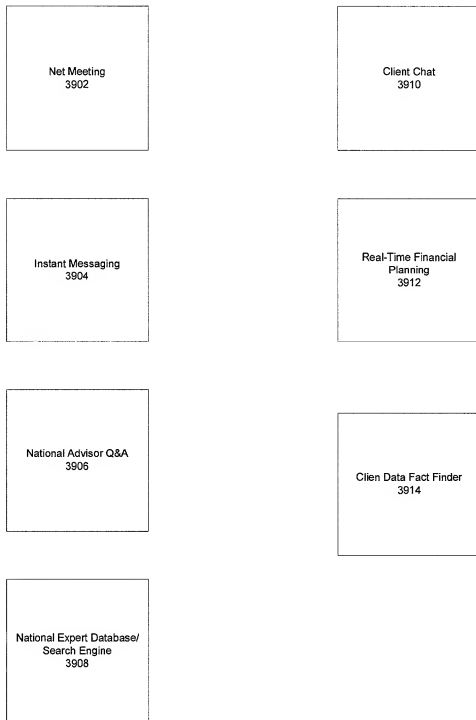 Net Meeting
3902
Instant Messaging
3904
National Advisor Q&A
3906
National Expert Database/
Search Engine
3908
Client Chat
3910
Real-Time Financial
Planning
3912
Clien Data Fact Finder
3914